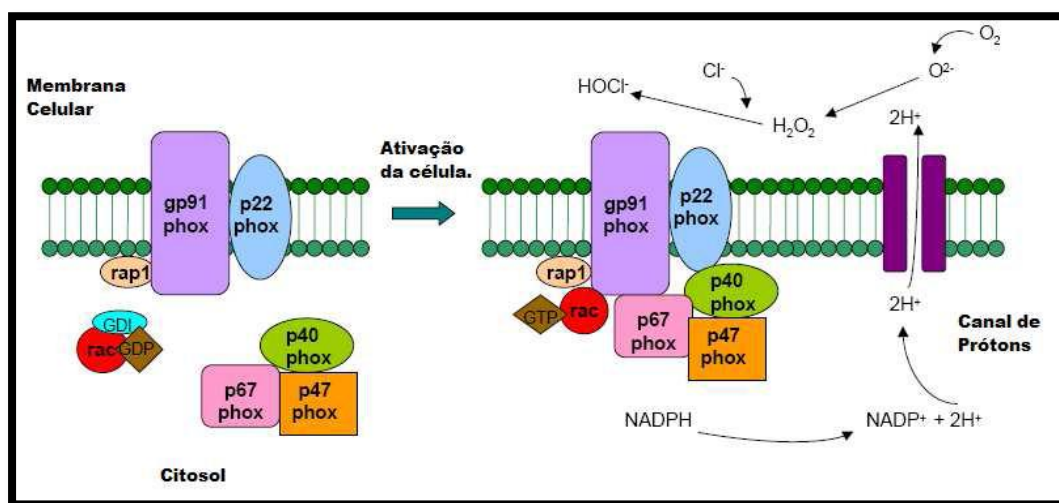 Membrana
Celular
gp91
phox
p22
phox
rap1
GDI
rac
GDP
p40
phox
p67
phox
p47
phox
Citosol
Ativação
da célula.
O₂
O²⁻
Cl⁻
HOCl⁻
H₂O₂
2H⁺
gp91
phox
p22
phox
rap1
GTP
rac
p40
phox
p67
phox
p47
phox
2H⁺
Canal de
Prótons
NADPH
NADP⁺ + 2H⁺